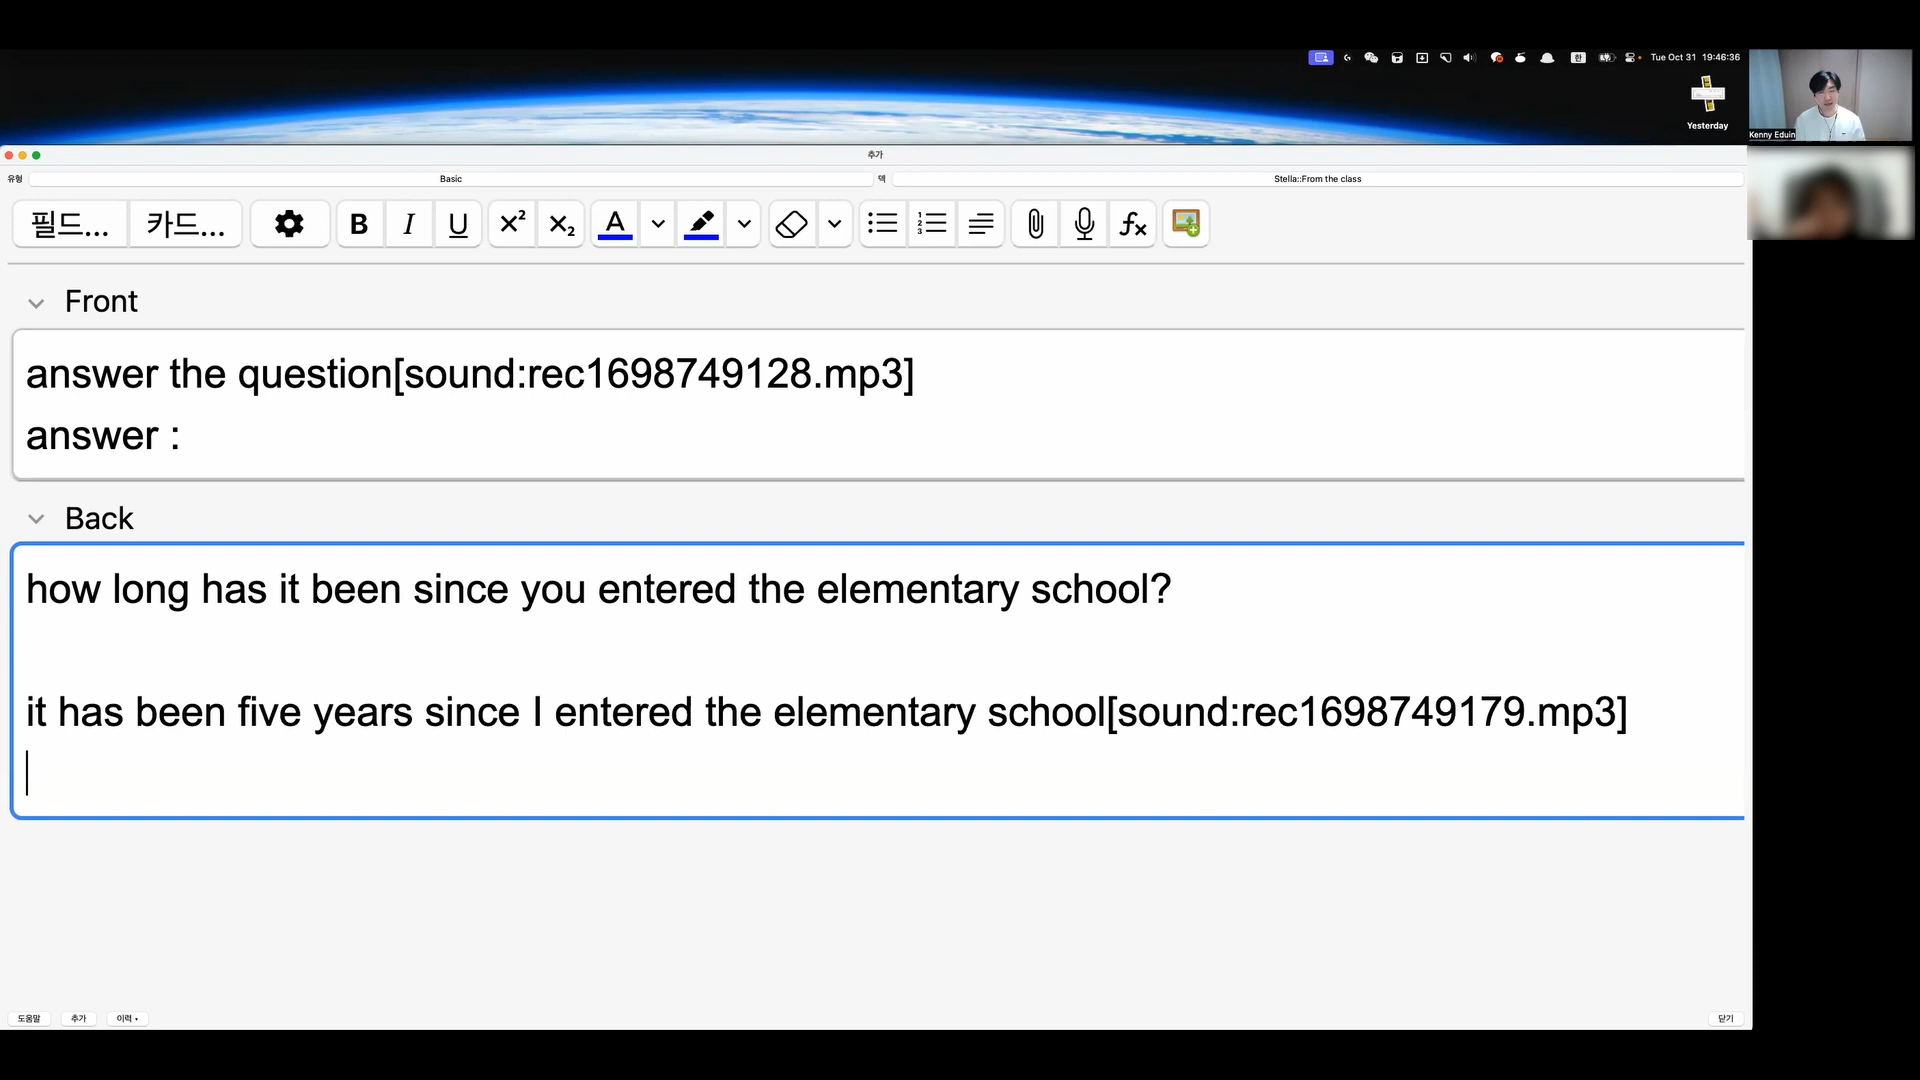 Tue Oct 31 19:46:36
Yesterday
Kenny Eduin
추가
유형
Basic
덱
Stella::From the class
필드...
카드...
Front
answer the question[sound:rec1698749128.mp3]
answer :
Back
how long has it been since you entered the elementary school?
it has been five years since I entered the elementary school[sound:rec1698749179.mp3]
도움말
추가
이력
닫기